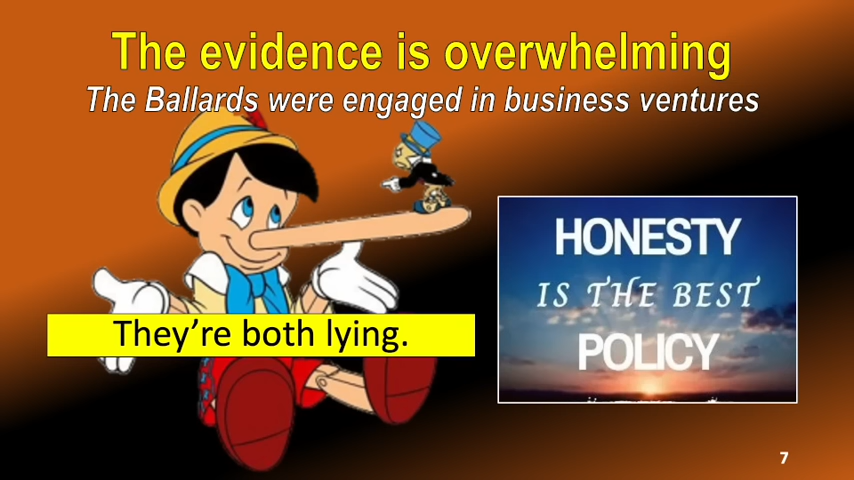 The evidence is overwhelming
The Ballards were engaged in business ventures
HONESTY
IS THE BEST
POLICY
They're both lying.
7